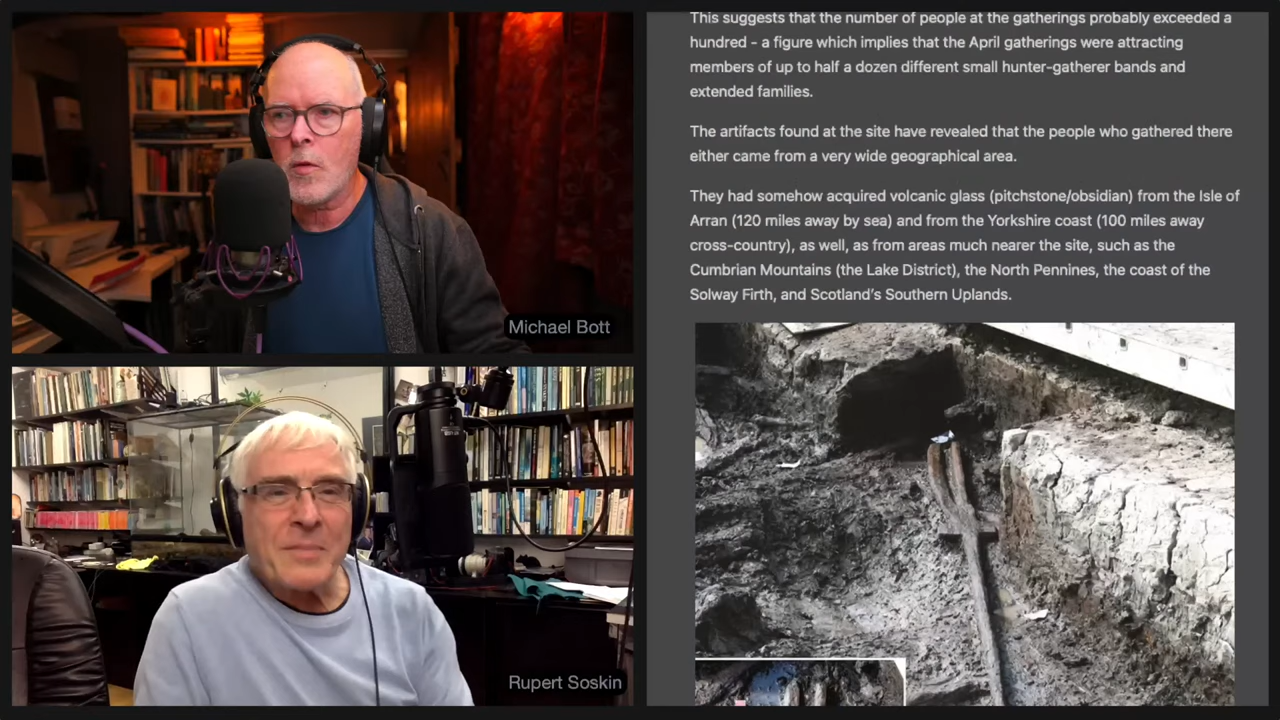 This suggests that the number of people at the gatherings probably exceeded a
hundred - a figure which implies that the April gatherings were attracting
members of up to half a dozen different small hunter-gatherer bands and
extended families.
The artifacts found at the site have revealed that the people who gathered there
either came from a very wide geographical area.
They had somehow acquired volcanic glass (pitchstone/obsidian) from the Isle of
Arran (120 miles away by sea) and from the Yorkshire coast (100 miles away
cross-country), as well, as from areas much nearer the site, such as the
Cumbrian Mountains (the Lake District), the North Pennines, the coast of the
Solway Firth, and Scotland's Southern Uplands.
Michael Bott
Rupert Soskin